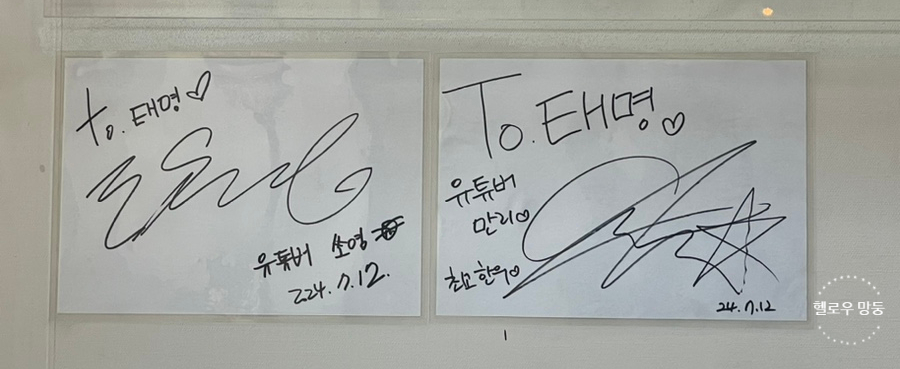 to. 태명♡
유튜버 쏘영
224. 7. 12.
To. 태명♡
유튜버
만리♡
최고한우♡
24. 7. 12
헬로우 망둥